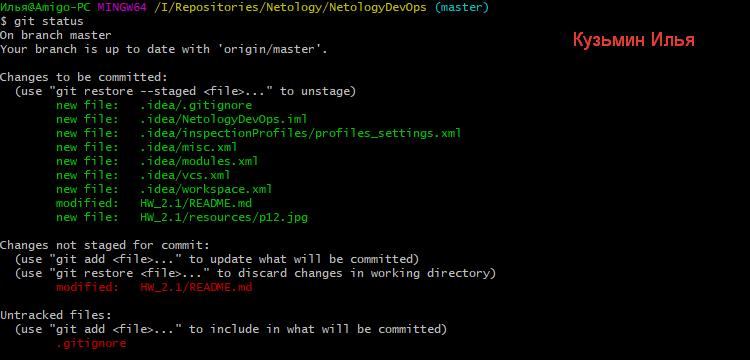 Илья@Amigo-PC MINGW64 /I/Repositories/Netology/NetologyDevOps (master)
$ git status
On branch master
Your branch is up to date with 'origin/master'.
Кузьмин Илья
Changes to be committed:
  (use "git restore --staged <file>..." to unstage)
        new file:   .idea/.gitignore
        new file:   .idea/NetologyDevOps.iml
        new file:   .idea/inspectionProfiles/profiles_settings.xml
        new file:   .idea/misc.xml
        new file:   .idea/modules.xml
        new file:   .idea/vcs.xml
        new file:   .idea/workspace.xml
        modified:   HW_2.1/README.md
        new file:   HW_2.1/resources/p12.jpg
Changes not staged for commit:
  (use "git add <file>..." to update what will be committed)
  (use "git restore <file>..." to discard changes in working directory)
        modified:   HW_2.1/README.md
Untracked files:
  (use "git add <file>..." to include in what will be committed)
        .gitignore